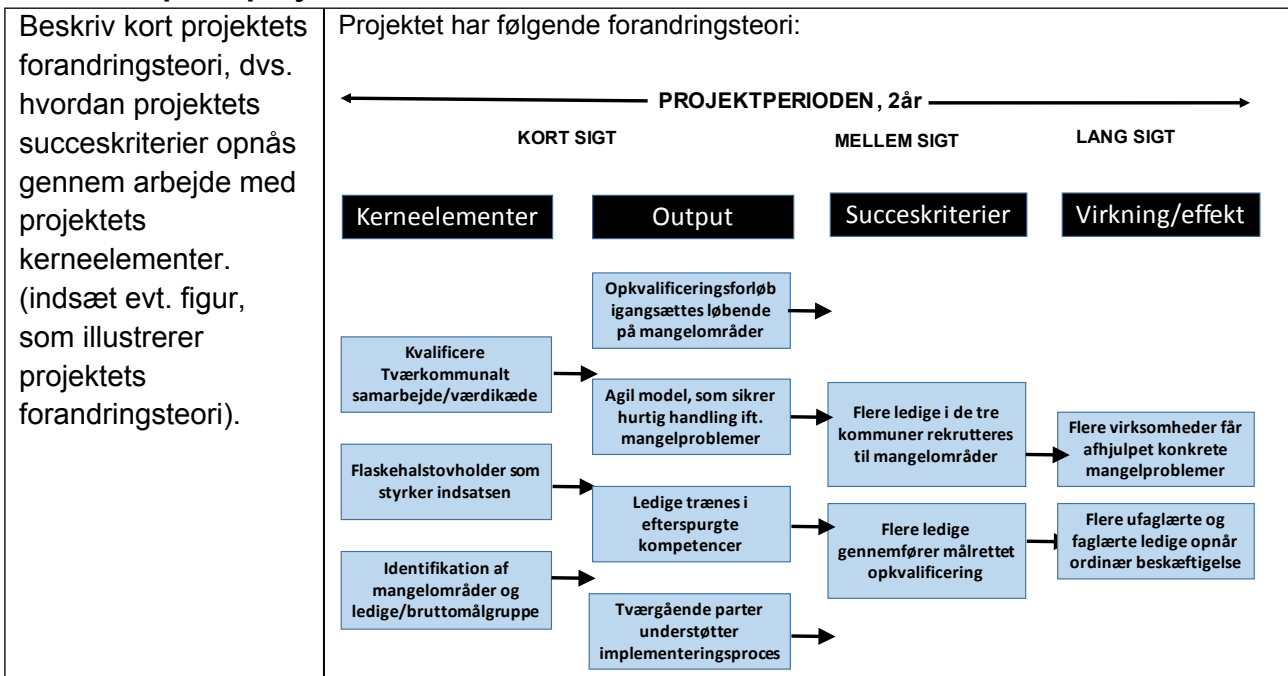 Beskriv kort projektets
forandringsteori, dvs.
hvordan projektets
succeskriterier opnås
gennem arbejde med
projektets
kerneelementer.
(indsæt evt. figur,
som illustrerer
projektets
forandringsteori).
Projektet har følgende forandringsteori:
PROJEKTPERIODEN, 2år
KORT SIGT
MELLEM SIGT
LANG SIGT
Kerneelementer
Output
Succeskriterier
Virkning/effekt
Kvalificere
Tværkommunalt
samarbejde/værdikæde
Flaskehalstovholder som
styrker indsatsen
Identifikation af
mangelområder og
ledige/bruttomålgruppe
Opkvalificeringsforløb
igangsættes løbende
på mangelområder
Agil model, som sikrer
hurtig handling ift.
mangelproblemer
Ledige trænes i
efterspurgte
kompetencer
Tværgående parter
understøtter
implementeringsproces
Flere ledige i de tre
kommuner rekrutteres
til mangelområder
Flere ledige
gennemfører målrettet
opkvalificering
Flere virksomheder får
afhjulpet konkrete
mangelproblemer
Flere ufaglærte og
faglærte ledige opnår
ordinær beskæftigelse